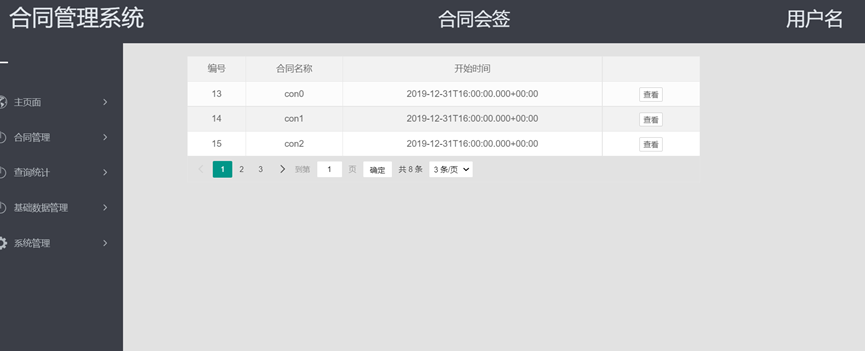 合同管理系统 合同会签 用户名
主页面
合同管理
查询统计
基础数据管理
系统管理
编号 合同名称 开始时间
13 con0 2019-12-31T16:00:00.000+00:00 查看
14 con1 2019-12-31T16:00:00.000+00:00 查看
15 con2 2019-12-31T16:00:00.000+00:00 查看
1 2 3 到第 1 页 确定 共 8 条 3 条/页